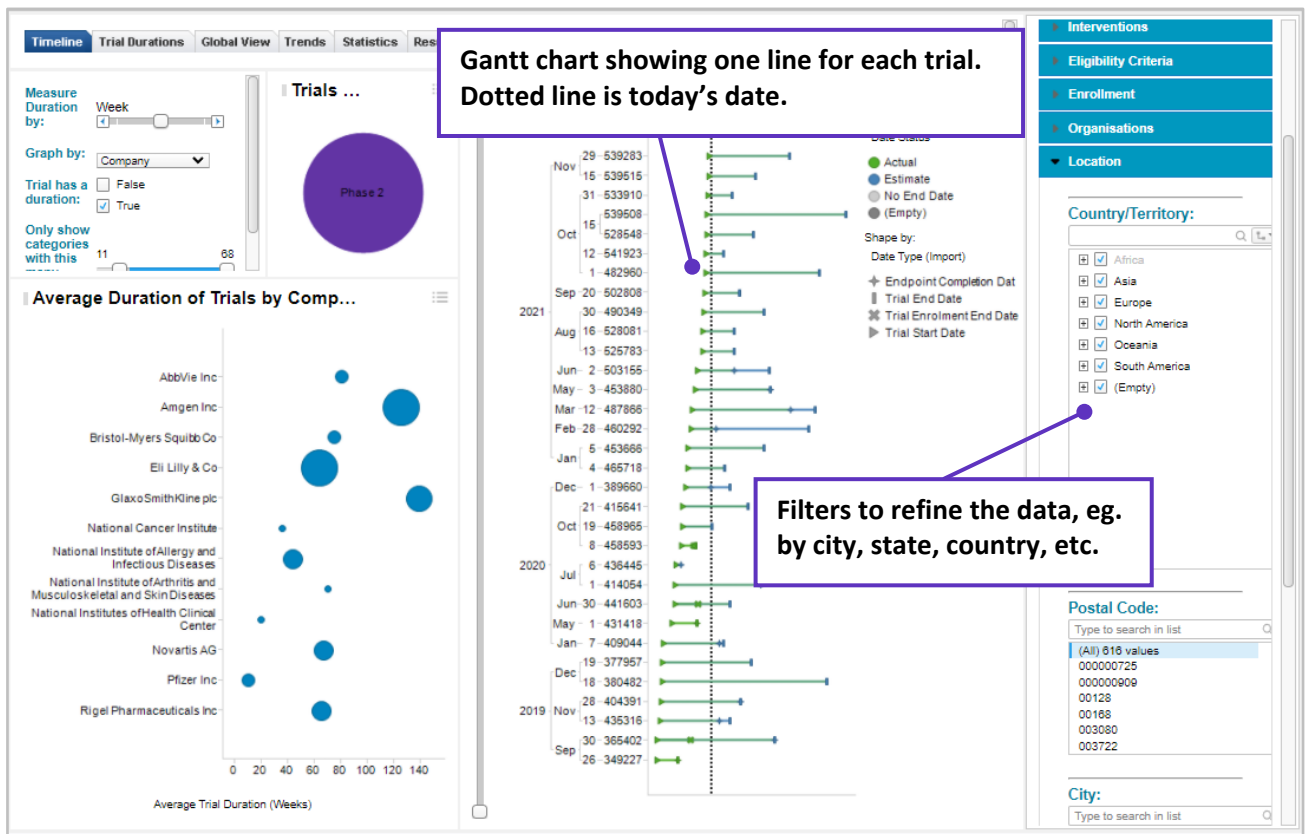 Timeline
Trial Durations
Global View
Trends
Statistics
Res
Gantt chart showing one line for each trial.
Dotted line is today's date.
Measure
Duration
by:
Week
Graph by:
Company
Trial has a
duration:
False
True
Only show
categories
with this
11
68
Trials ...
Phase 2
Average Duration of Trials by Comp...
AbbVie Inc
Amgen Inc
Bristol-Myers Squibb Co
Eli Lilly & Co
GlaxoSmithKline plc
National Cancer Institute
National Institute of Allergy and
Infectious Diseases
National Institute of Arthritis and
Musculoskeletal and Skin Diseases
National Institutes of Health Clinical
Center
Novartis AG
Pfizer Inc
Rigel Pharmaceuticals Inc
0 20 40 60 80 100 120 140
Average Trial Duration (Weeks)
2021
Nov
29 539283
15 539515
Oct
31 533910
15
539508
528548
12 541923
1 482960
Sep 20 502808
Aug
30 490349
16 528081
13 525783
Jun 2 503155
May 3 453880
Mar 12 487866
Feb 28 460292
Jan
5 453666
4 465718
2020
Dec 1 389660
Oct
21 415641
19 458965
8 458593
Jul
6 436445
1 414054
Jun 30 441603
May 1 431418
Jan 7 409044
2019
Dec
19 377957
18 380482
Nov
28 404391
13 435316
Sep
30 365402
26 349227
Date Status
Actual
Estimate
No End Date
(Empty)
Shape by:
Date Type (Import)
Endpoint Completion Dat
Trial End Date
Trial Enrolment End Date
Trial Start Date
Interventions
Eligibility Criteria
Enrollment
Organisations
Location
Country/Territory:
Africa
Asia
Europe
North America
Oceania
South America
(Empty)
Filters to refine the data, eg.
by city, state, country, etc.
Postal Code:
Type to search in list
(All) 616 values
000000725
000000909
00128
00168
003080
003722
City:
Type to search in list